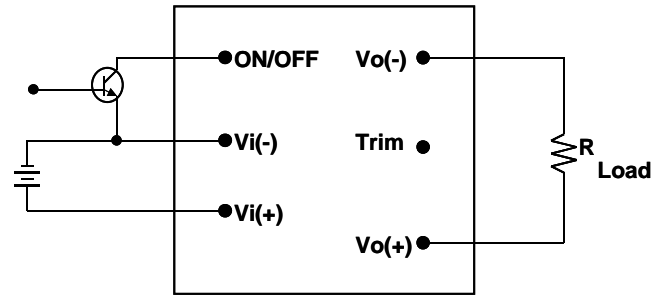 ON/OFF
Vo(-)
Vi(-)
Trim
R
Load
Vi(+)
Vo(+)